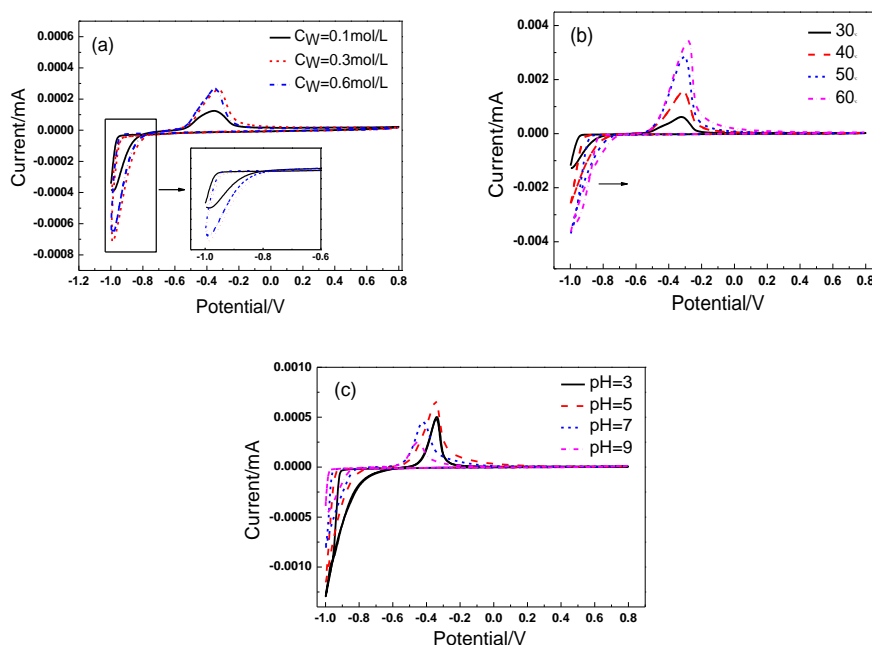 (a)
C_W=0.1mol/L
C_W=0.3mol/L
C_W=0.6mol/L
0.0006
0.0004
0.0002
0.0000
-0.0002
-0.0004
-0.0006
-0.0008
Current/mA
-1.0 -0.8 -0.6
-1.2 -1.0 -0.8 -0.6 -0.4 -0.2 0.0 0.2 0.4 0.6 0.8
Potential/V
(b)
30
40
50
60
0.004
0.002
0.000
-0.002
-0.004
Current/mA
-1.0 -0.8 -0.6 -0.4 -0.2 0.0 0.2 0.4 0.6 0.8
Potential/V
(c)
pH=3
pH=5
pH=7
pH=9
0.0010
0.0005
0.0000
-0.0005
-0.0010
Current/mA
-1.0 -0.8 -0.6 -0.4 -0.2 0.0 0.2 0.4 0.6 0.8
Potential/V